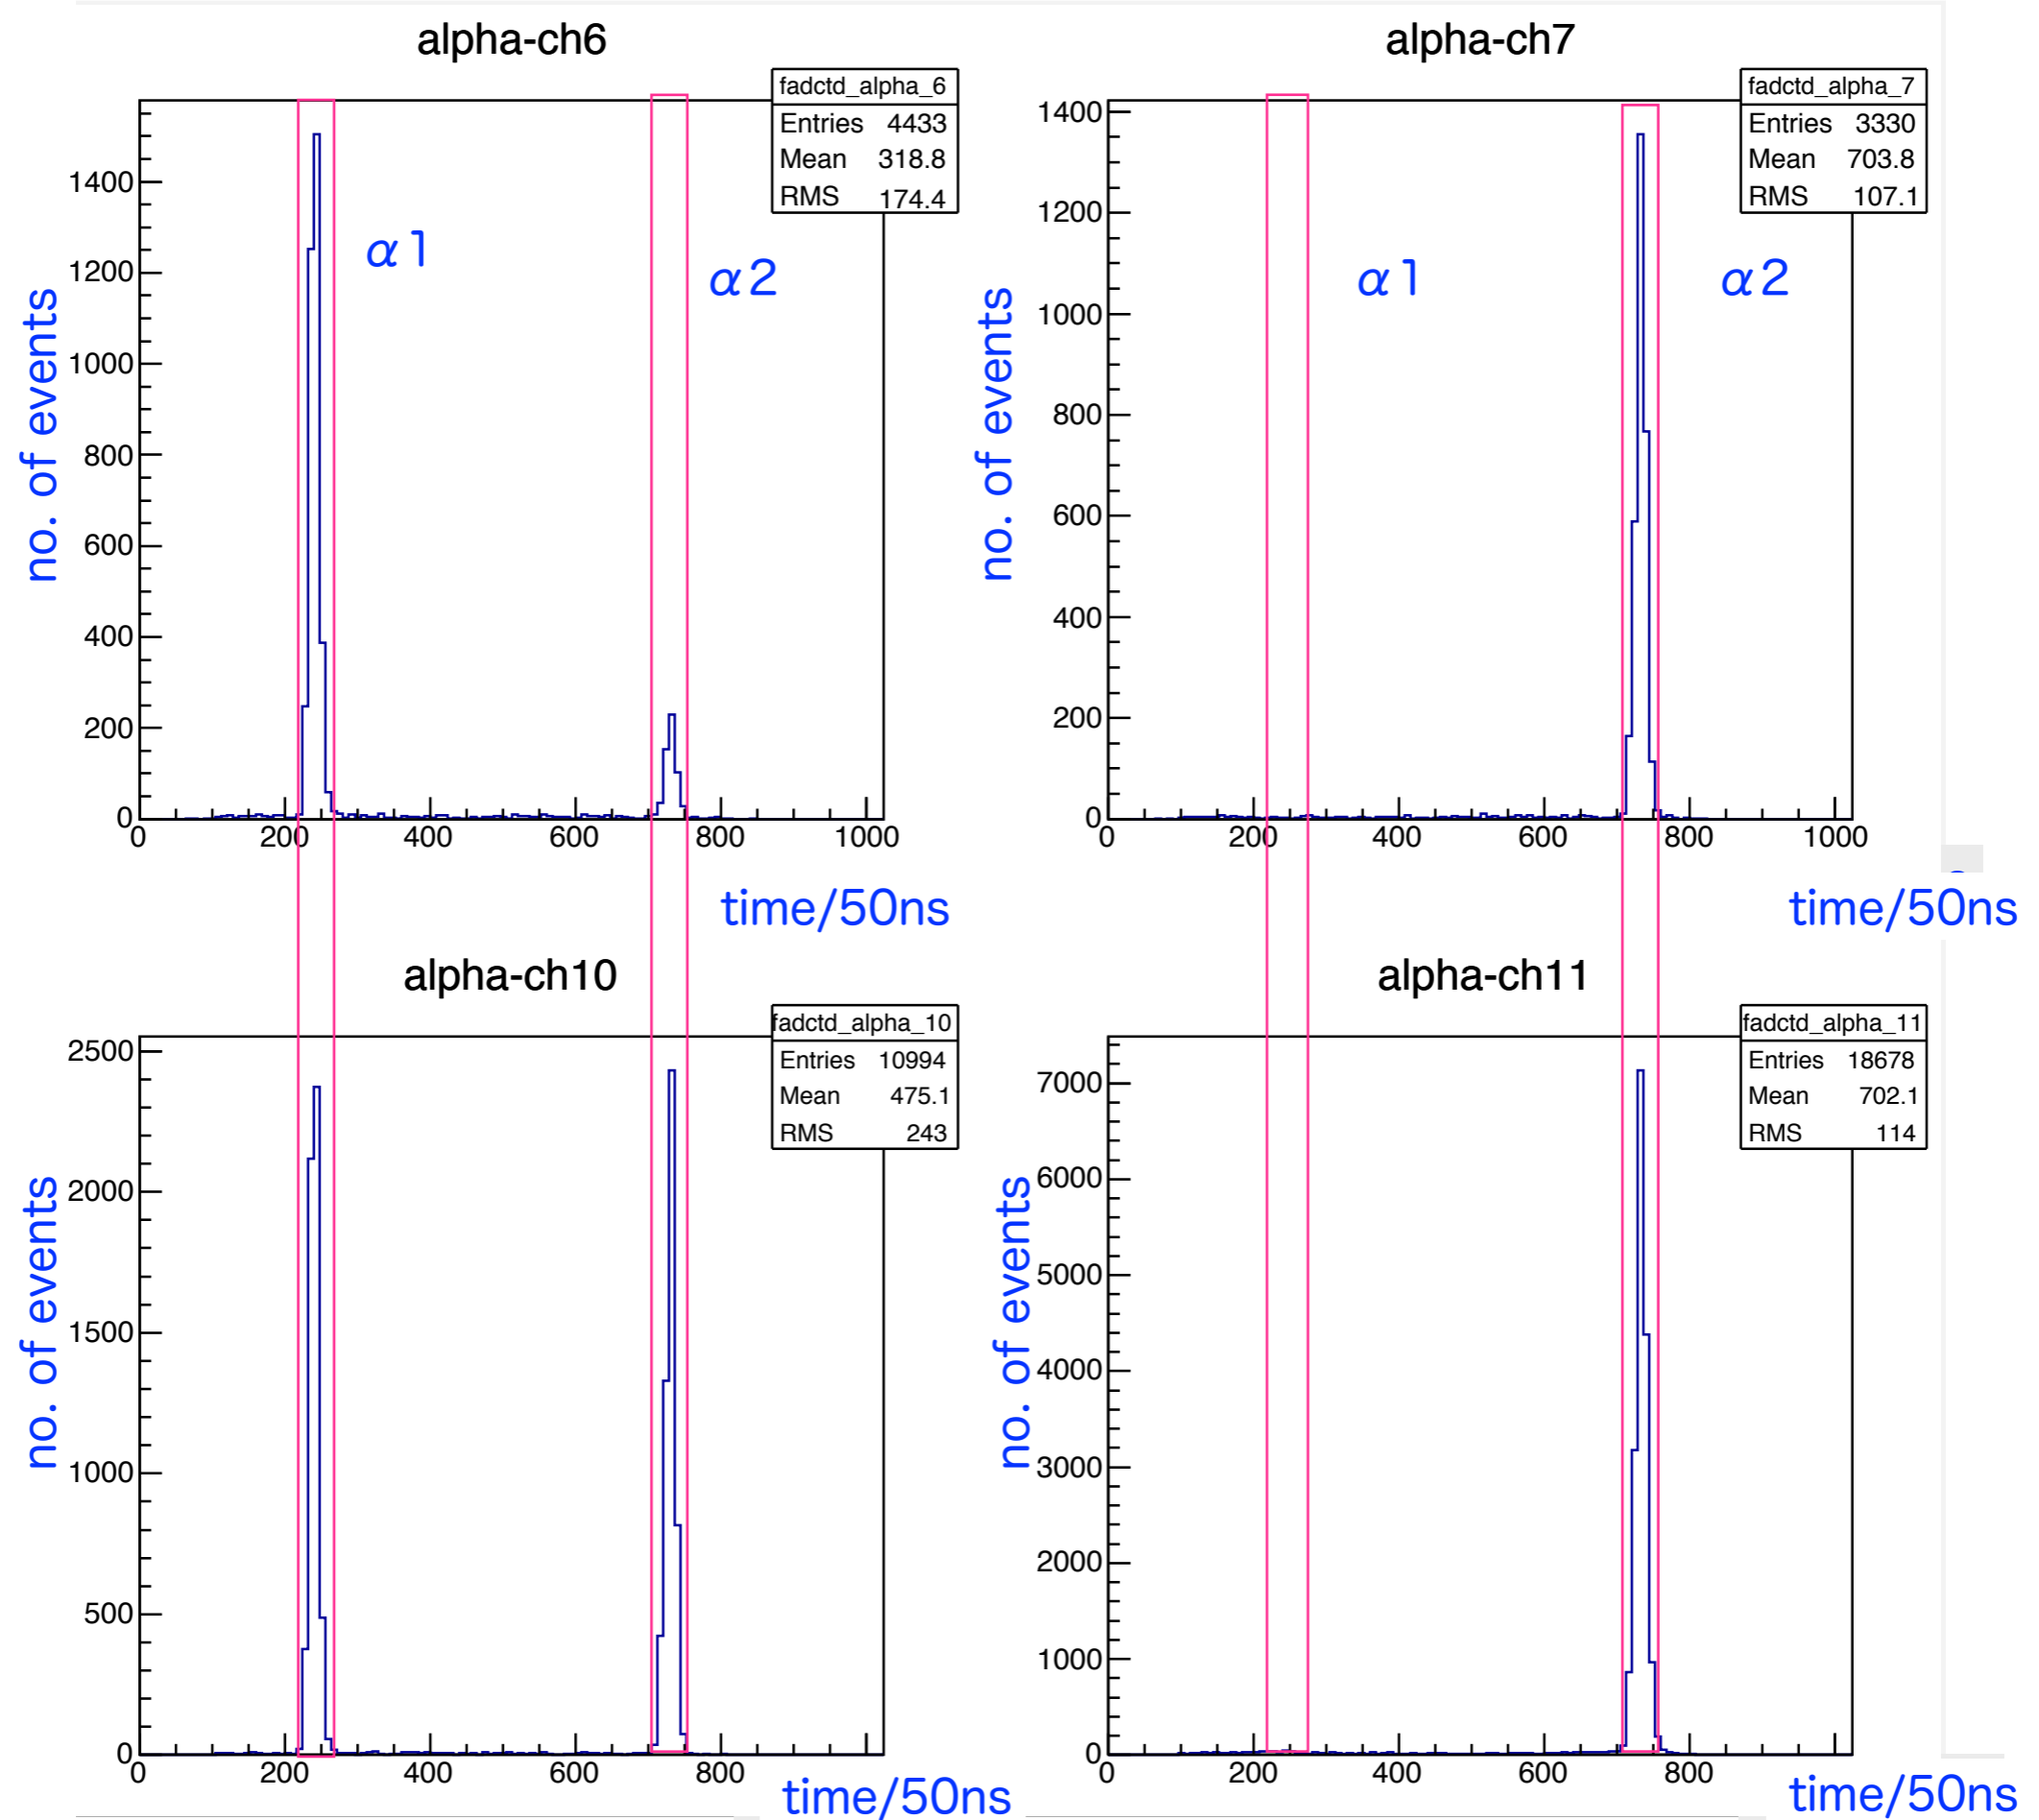 alpha-ch6
fadctd_alpha_6
Entries 4433
Mean 318.8
RMS 174.4
α1
α2
no. of events
1400
1200
1000
800
600
400
200
0
0 200 400 600 800 1000
time/50ns
alpha-ch7
fadctd_alpha_7
Entries 3330
Mean 703.8
RMS 107.1
α1
α2
no. of events
1400
1200
1000
800
600
400
200
0
0 200 400 600 800 1000
time/50ns
alpha-ch10
fadctd_alpha_10
Entries 10994
Mean 475.1
RMS 243
no. of events
2500
2000
1500
1000
500
0
0 200 400 600 800
time/50ns
alpha-ch11
fadctd_alpha_11
Entries 18678
Mean 702.1
RMS 114
no. of events
7000
6000
5000
4000
3000
2000
1000
0
0 200 400 600 800
time/50ns